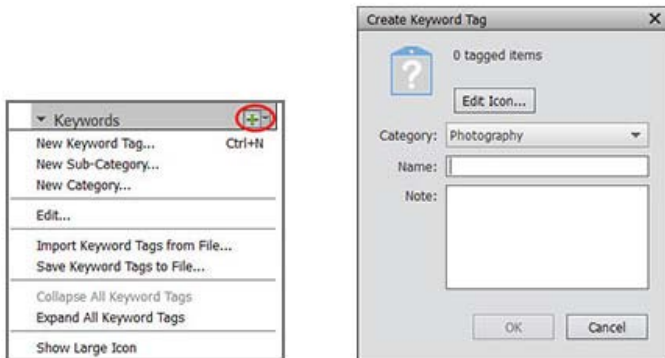 Keywords
New Keyword Tag... Ctrl+N
New Sub-Category...
New Category...
Edit...
Import Keyword Tags from File...
Save Keyword Tags to File...
Collapse All Keyword Tags
Expand All Keyword Tags
Show Large Icon
Create Keyword Tag X
?
0 tagged items
Edit Icon...
Category: Photography
Name:
Note:
OK Cancel